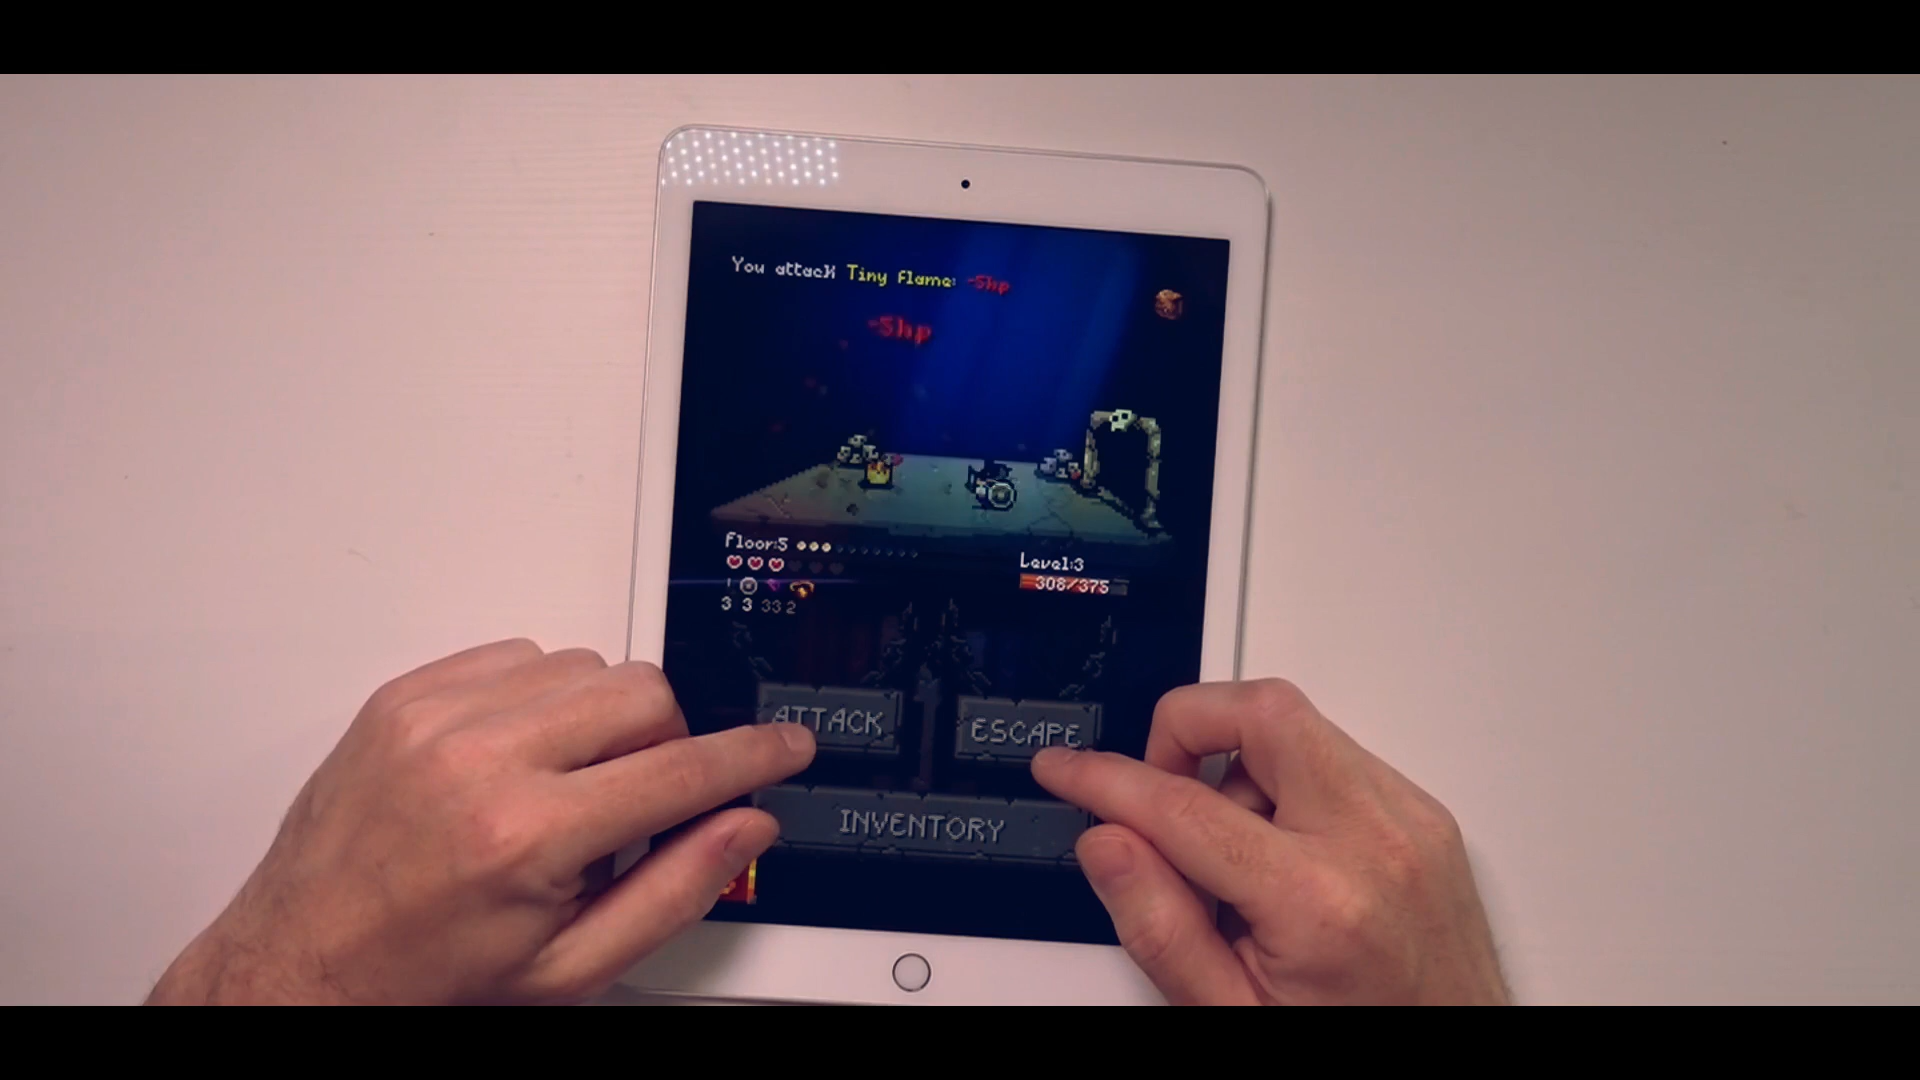 You attack Tiny flame: -5hp
-5hp
Floor:5
Level:3
308/375
3 3 33 2
ATTACK
ESCAPE
INVENTORY